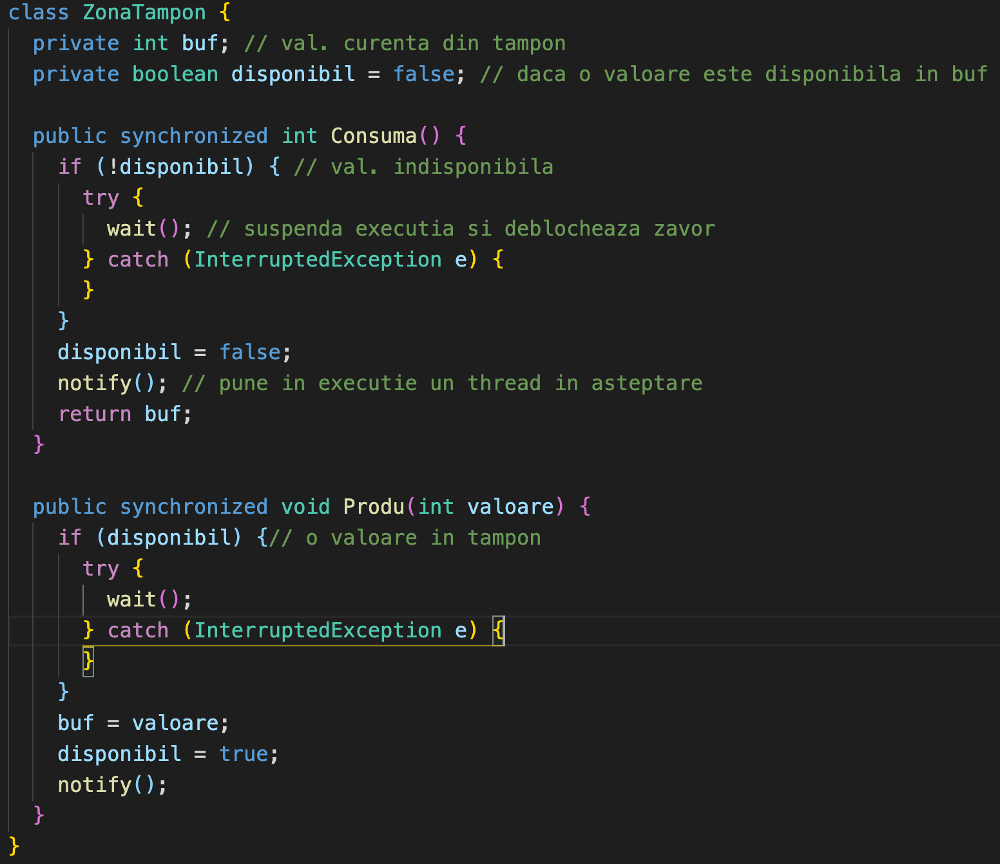 class ZonaTampon {
  private int buf; // val. curenta din tampon
  private boolean disponibil = false; // daca o valoare este disponibila in buf

  public synchronized int Consuma() {
    if (!disponibil) { // val. indisponibila
      try {
        wait(); // suspenda executia si deblocheaza zavor
      } catch (InterruptedException e) {
      }
    }
    disponibil = false;
    notify(); // pune in executie un thread in asteptare
    return buf;
  }

  public synchronized void Produ(int valoare) {
    if (disponibil) {// o valoare in tampon
      try {
        wait();
      } catch (InterruptedException e) {
      }
    }
    buf = valoare;
    disponibil = true;
    notify();
  }
}